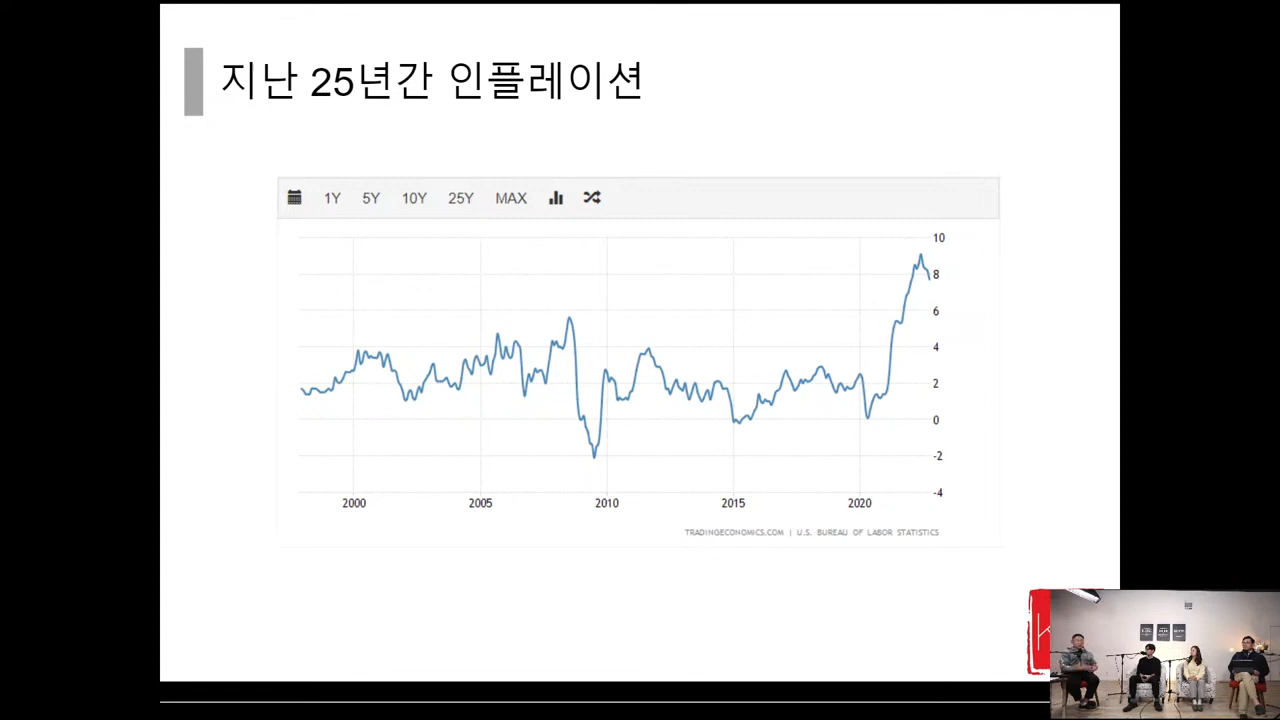 지난 25년간 인플레이션
1Y 5Y 10Y 25Y MAX
10
8
6
4
2
0
-2
-4
2000 2005 2010 2015 2020
TRADINGECONOMICS.COM | U.S. BUREAU OF LABOR STATISTICS